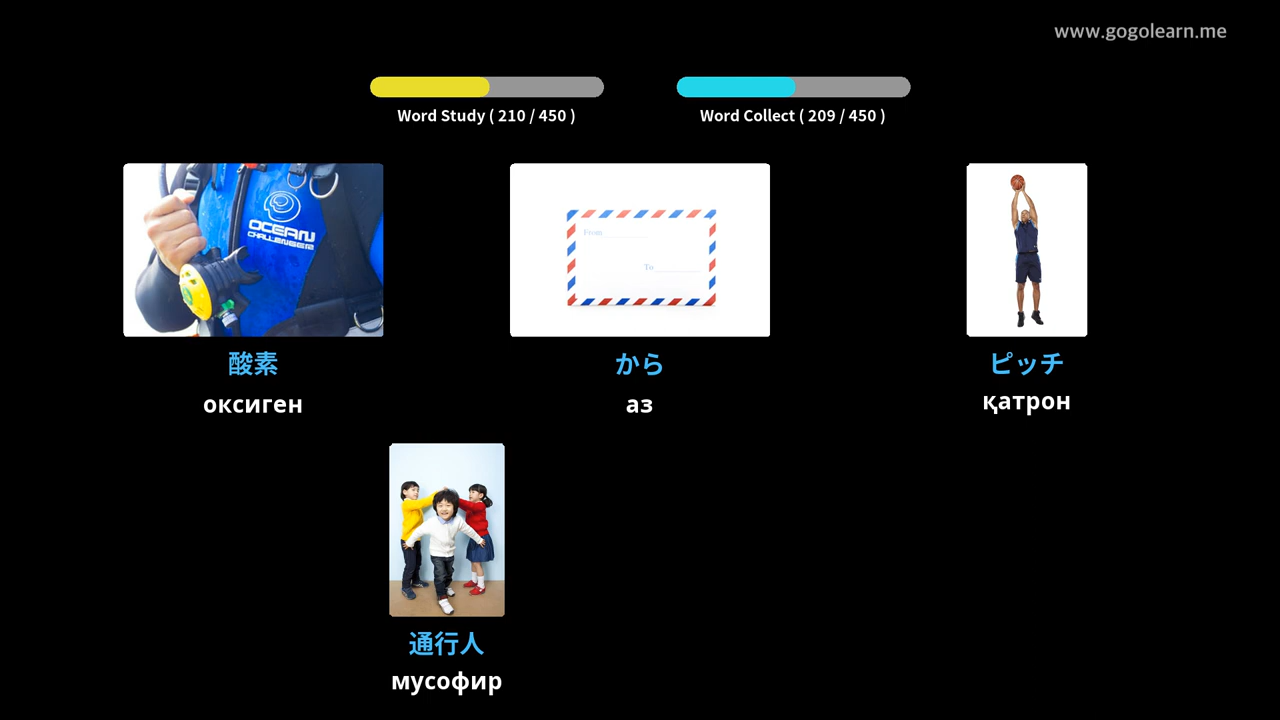 www.gogolearn.me
Word Study ( 210 / 450 )
Word Collect ( 209 / 450 )
OCEAN
CHALLENGER
From
To
酸素
から
ピッチ
оксиген
аз
қатрон
通行人
мусофир